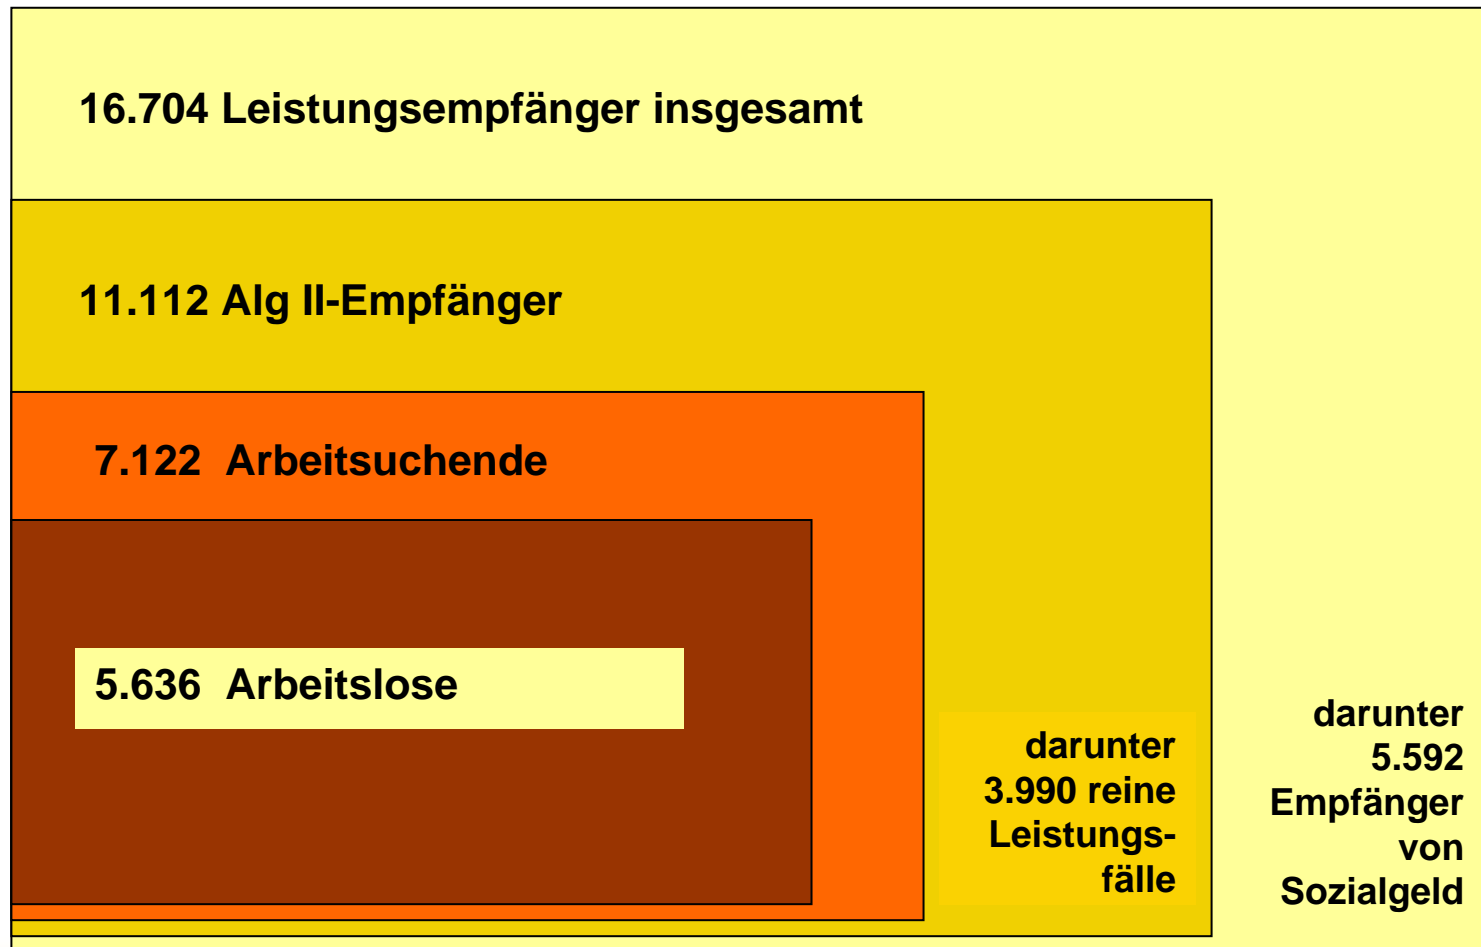 16.704 Leistungsempfänger insgesamt
11.112 Alg II-Empfänger
7.122 Arbeitsuchende
5.636 Arbeitslose
darunter
3.990 reine
Leistungs-
fälle
darunter
5.592
Empfänger
von
Sozialgeld